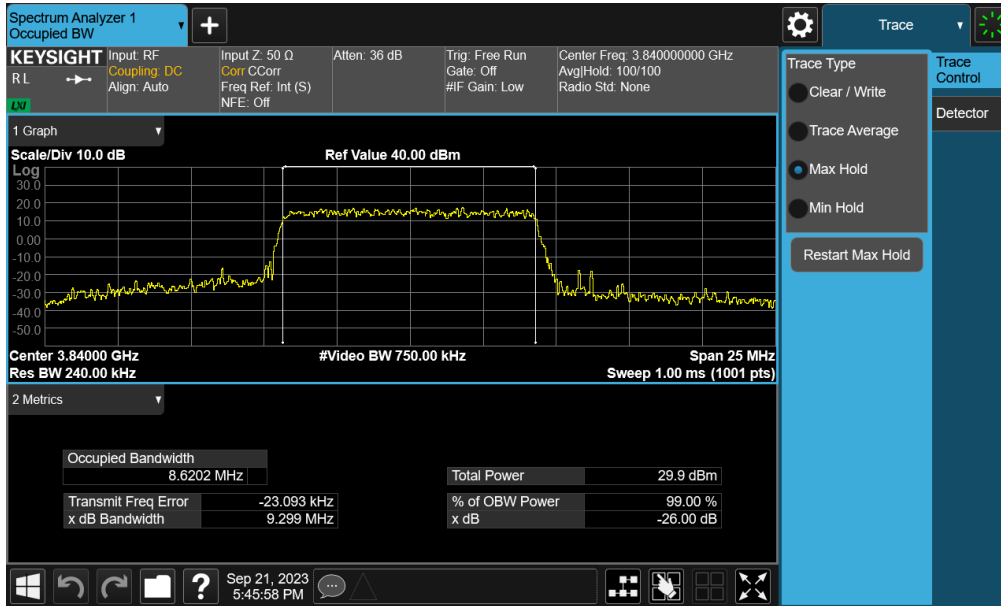 Spectrum Analyzer 1
Occupied BW
+
Trace
KEYSIGHT
R L
LXI
Input: RF
Coupling: DC
Align: Auto
Input Z: 50 Ω
Corr CCorr
Freq Ref: Int (S)
NFE: Off
Atten: 36 dB
Trig: Free Run
Gate: Off
#IF Gain: Low
Center Freq: 3.840000000 GHz
Avg|Hold: 100/100
Radio Std: None
1 Graph
Scale/Div 10.0 dB
Ref Value 40.00 dBm
Log
30.0
20.0
10.0
0.00
-10.0
-20.0
-30.0
-40.0
-50.0
Center 3.84000 GHz
#Video BW 750.00 kHz
Span 25 MHz
Res BW 240.00 kHz
Sweep 1.00 ms (1001 pts)
2 Metrics
Occupied Bandwidth
8.6202 MHz
Total Power 29.9 dBm
Transmit Freq Error -23.093 kHz
% of OBW Power 99.00 %
x dB Bandwidth 9.299 MHz
x dB -26.00 dB
Trace Type
Clear / Write
Trace Average
Max Hold
Min Hold
Restart Max Hold
Trace
Control
Detector
?
Sep 21, 2023
5:45:58 PM